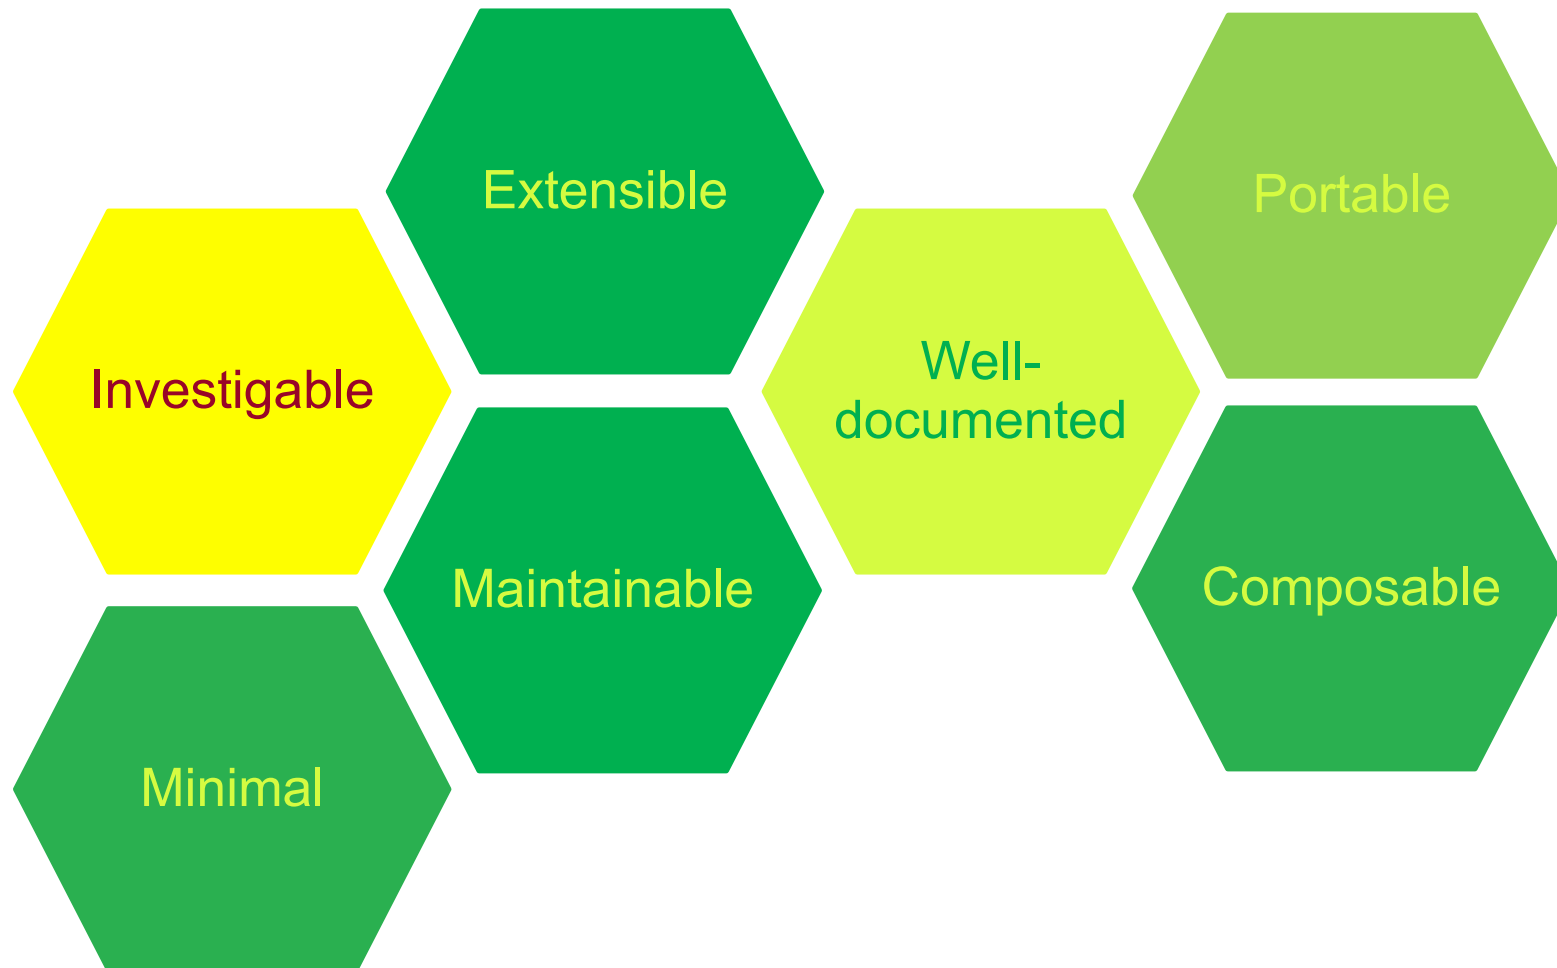 Extensible
Portable
Investigable
Well-
documented
Maintainable
Composable
Minimal